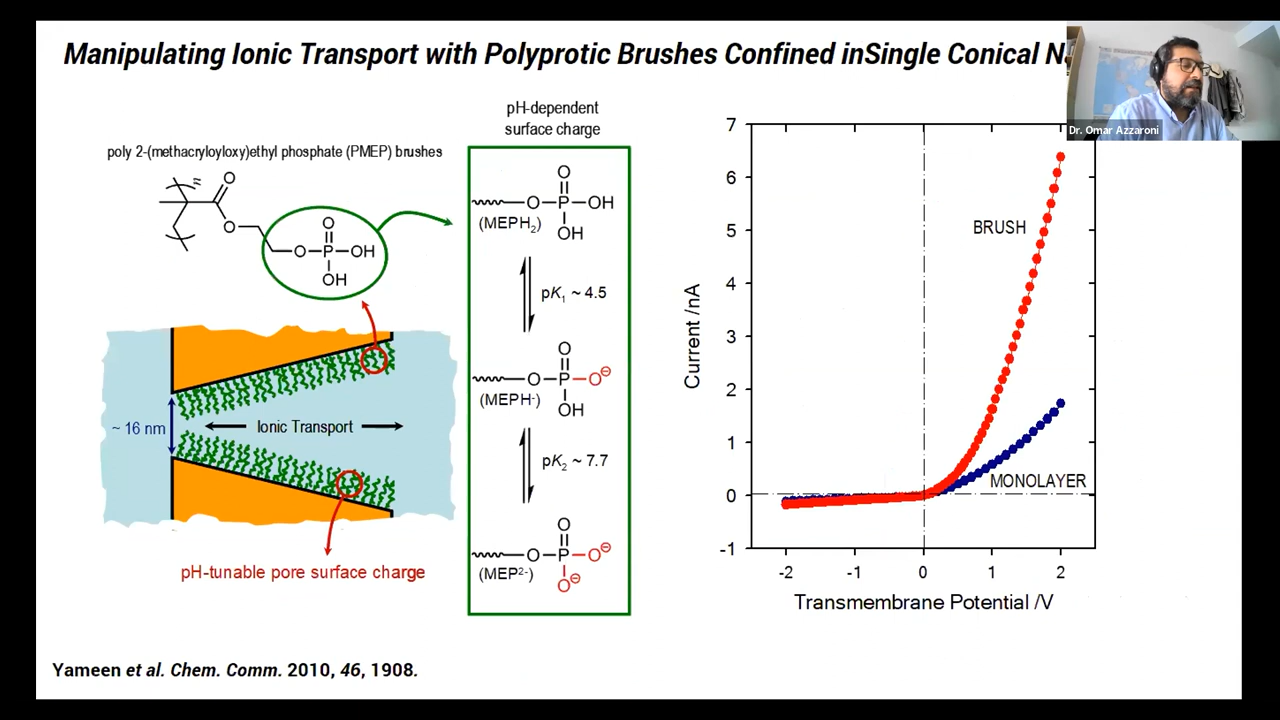 Manipulating Ionic Transport with Polyprotic Brushes Confined inSingle Conical
Dr. Omar Azzaroni
pH-dependent
surface charge
poly 2-(methacryloyloxy)ethyl phosphate (PMEP) brushes
n
O
O
O
O
P
OH
OH
O
O
P
OH
OH
(MEPH₂)
pK₁ ~ 4.5
O
O
P
O⊖
OH
(MEPH⁻)
pK₂ ~ 7.7
O
O
P
O⊖
O⊖
(MEP²⁻)
~ 16 nm
Ionic Transport
pH-tunable pore surface charge
7
6
5
4
3
2
1
0
-1
Current /nA
BRUSH
MONOLAYER
-2 -1 0 1 2
Transmembrane Potential /V
Yameen et al. Chem. Comm. 2010, 46, 1908.